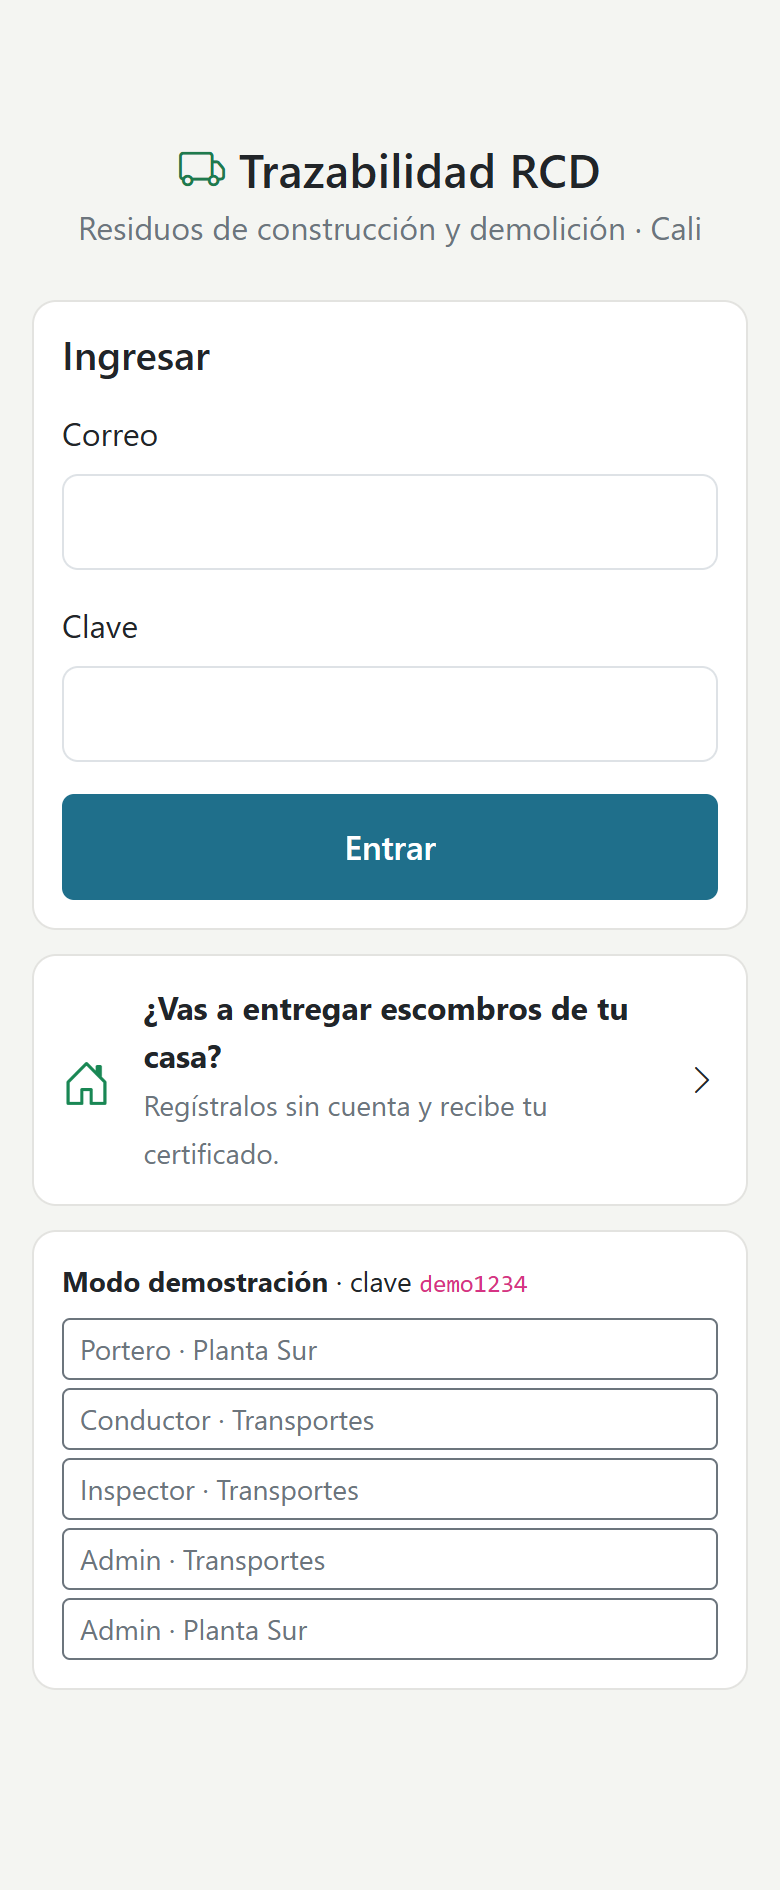 Trazabilidad RCD
Residuos de construcción y demolición · Cali
Ingresar
Correo
Clave
Entrar
¿Vas a entregar escombros de tu
casa?
Regístralos sin cuenta y recibe tu
certificado.
Modo demostración · clave demo1234
Portero · Planta Sur
Conductor · Transportes
Inspector · Transportes
Admin · Transportes
Admin · Planta Sur